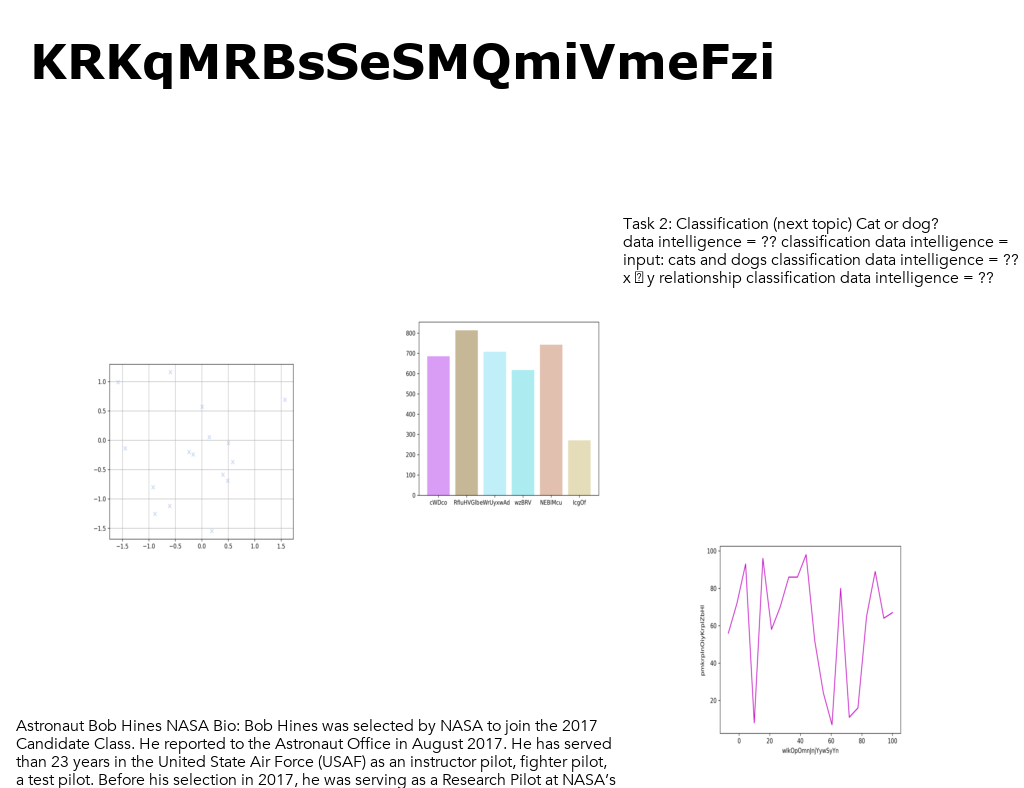 KRKqMRBsSeSMQmiVmeFzi
Task 2: Classification (next topic) Cat or dog?
data intelligence = ?? classification data intelligence =
input: cats and dogs classification data intelligence = ??
x y relationship classification data intelligence = ??
800
700
600
500
400
300
200
100
0
cWDco wzBRV NEBIMcu IcgOf
1.0
0.5
0.0
−0.5
−1.0
−1.5
−1.5 −1.0 −0.5 0.0 0.5 1.0 1.5
100
80
60
40
20
0 20 40 60 80 100
Astronaut Bob Hines NASA Bio: Bob Hines was selected by NASA to join the 2017
Candidate Class. He reported to the Astronaut Office in August 2017. He has served
than 23 years in the United State Air Force (USAF) as an instructor pilot, fighter pilot,
a test pilot. Before his selection in 2017, he was serving as a Research Pilot at NASA’s